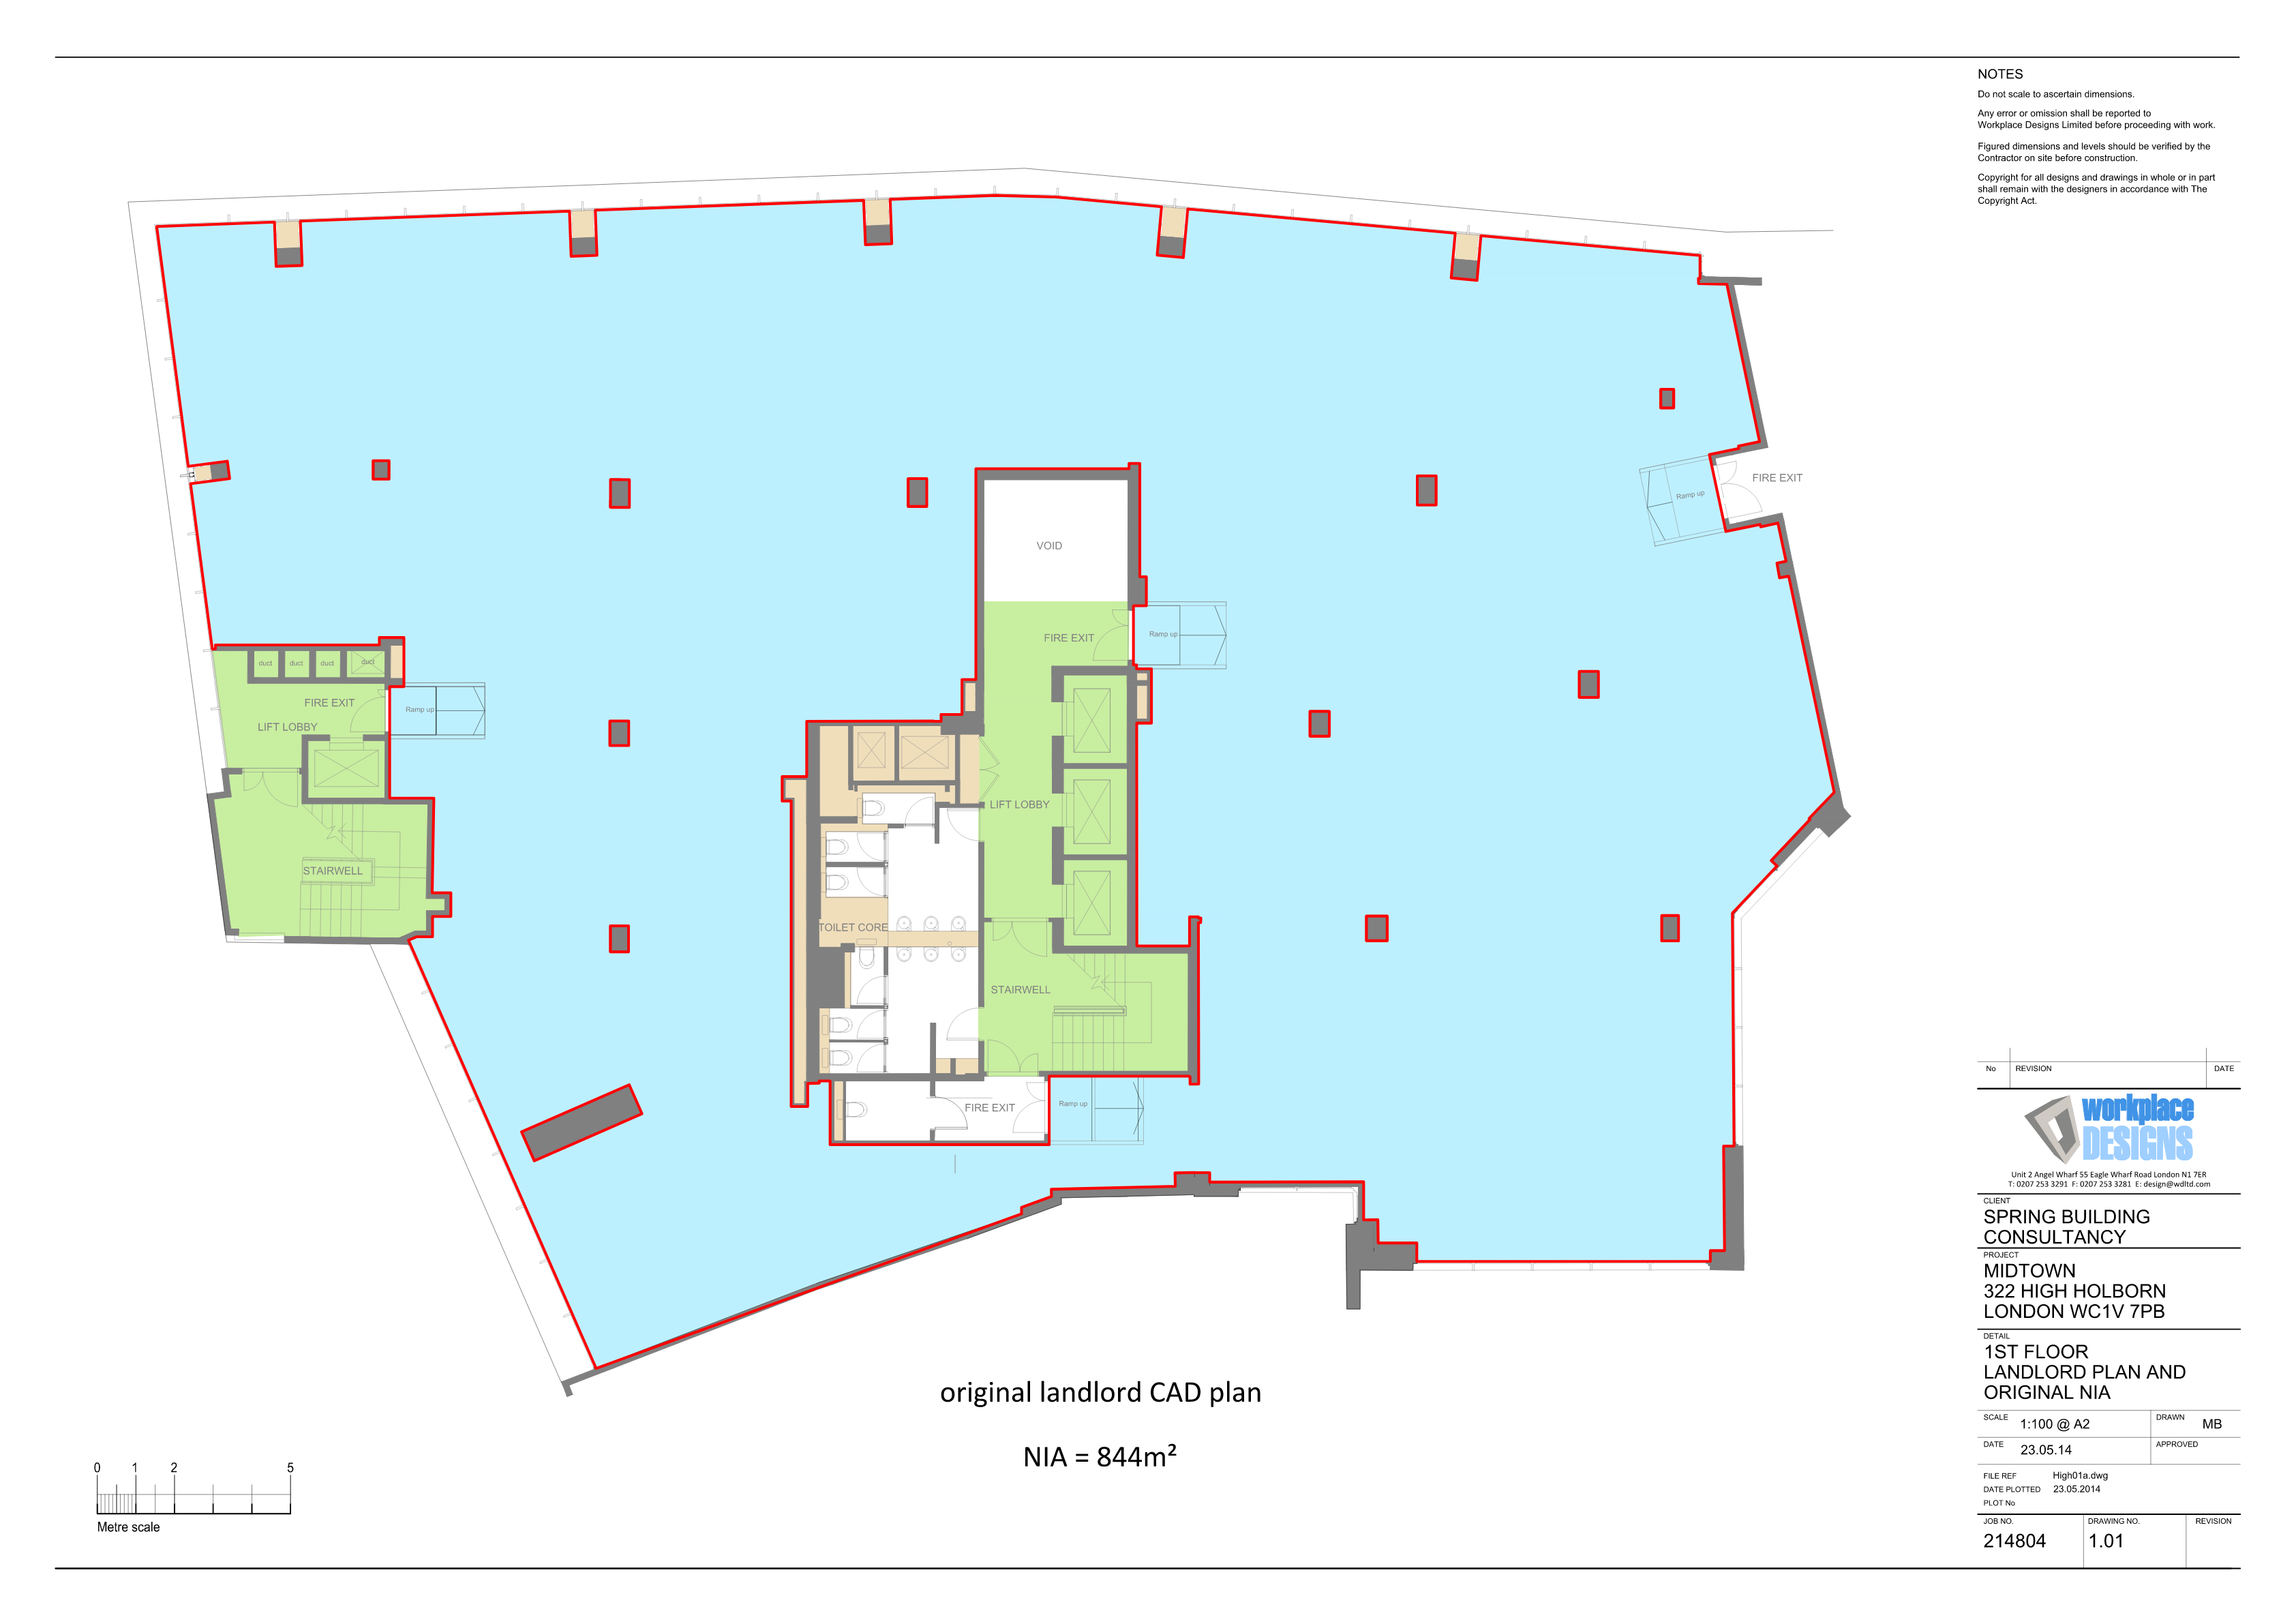 NOTES
Do not scale to ascertain dimensions.
Any error or omission shall be reported to
Workplace Designs Limited before proceeding with work.
Figured dimensions and levels should be verified by the
Contractor on site before construction.
Copyright for all designs and drawings in whole or in part
shall remain with the designers in accordance with The
Copyright Act.
FIRE EXIT
Ramp up
VOID
FIRE EXIT
Ramp up
duct
duct
duct
duct
FIRE EXIT
LIFT LOBBY
Ramp up
LIFT LOBBY
STAIRWELL
TOILET CORE
STAIRWELL
FIRE EXIT
Ramp up
original landlord CAD plan
NIA = 844m²
0 1 2 5
Metre scale
No REVISION DATE
workplace
DESIGNS
Unit 2 Angel Wharf 55 Eagle Wharf Road London N1 7ER
T: 0207 253 3291 F: 0207 253 3281 E: design@wdltd.com
CLIENT
SPRING BUILDING
CONSULTANCY
PROJECT
MIDTOWN
322 HIGH HOLBORN
LONDON WC1V 7PB
DETAIL
1ST FLOOR
LANDLORD PLAN AND
ORIGINAL NIA
SCALE 1:100 @ A2 DRAWN MB
DATE 23.05.14 APPROVED
FILE REF High01a.dwg
DATE PLOTTED 23.05.2014
PLOT No
JOB NO. DRAWING NO. REVISION
214804 1.01